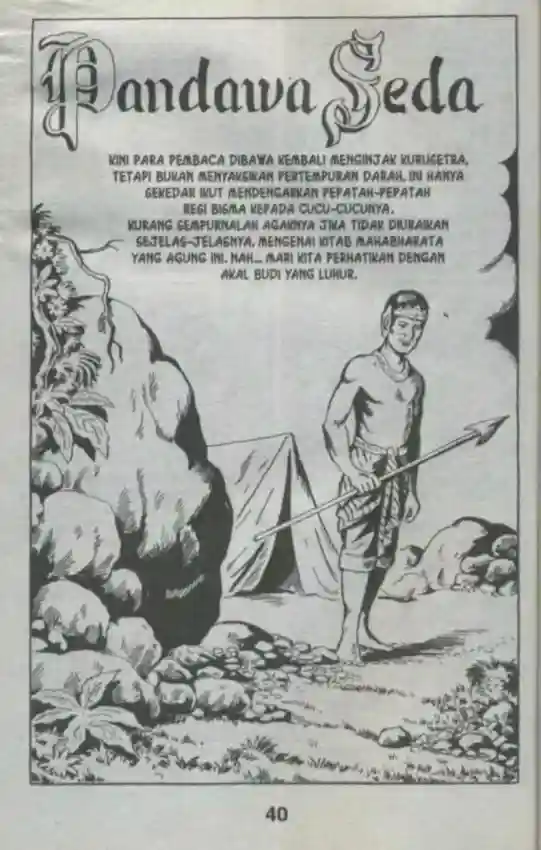 Pandawa Seda
KINI PARA PEMBACA DIBAWA KEMBALI MENGINJAK KURUSETRA,
TETAPI BUKAN MENYAKSIKAN PERTEMPURAN DARAH. INI HANYA
SEKEDAR IKUT MENDENGARKAN PEPATAH-PEPATAH
RESI BISMA KEPADA CUCU-CUCUNYA.
KURANG SEMPURNALAH AGAKNYA JIKA TIDAK DIURAIKAN
SEJELAS-JELASNYA, MENGENAI KITAB MAHABHARATA
YANG AGUNG INI. NAH... MARI KITA PERHATIKAN DENGAN
AKAL BUDI YANG LUHUR.
40